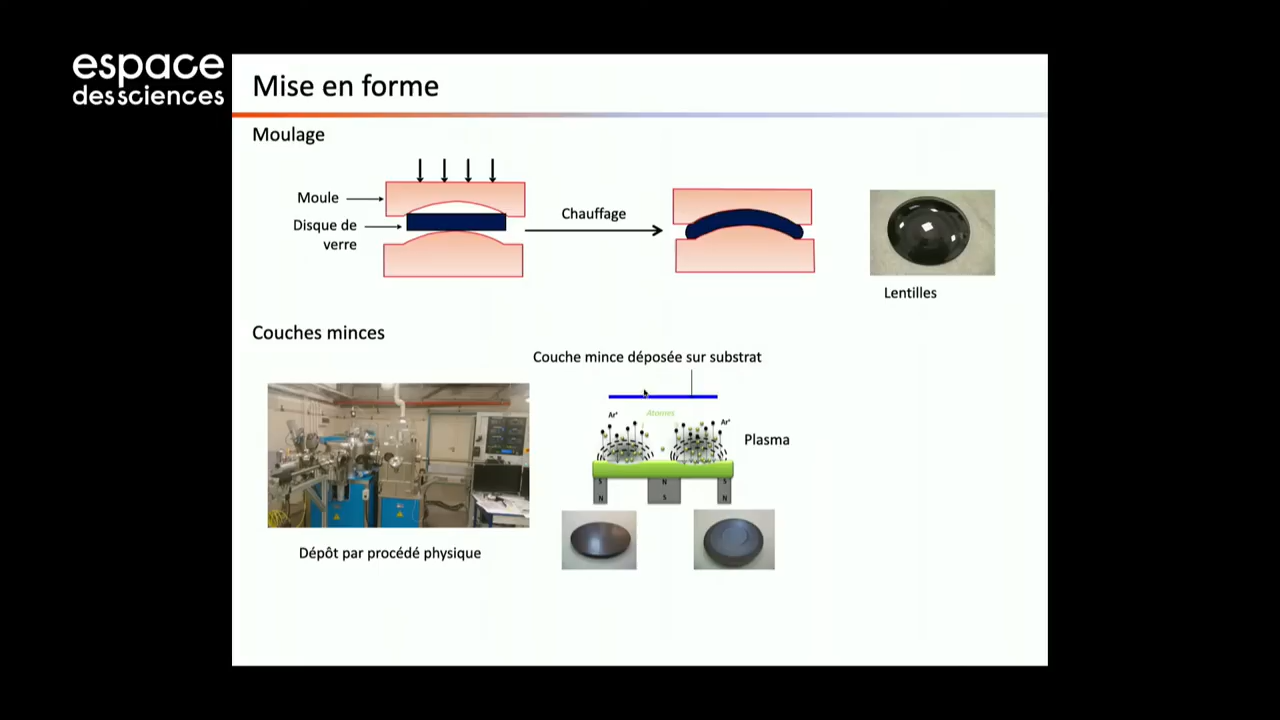 espace
des sciences
Mise en forme
Moulage
Moule
Disque de
verre
Chauffage
Lentilles
Couches minces
Couche mince déposée sur substrat
Ar⁺
Atomes
Ar⁺
Plasma
S
N
S
N
S
N
Dépôt par procédé physique